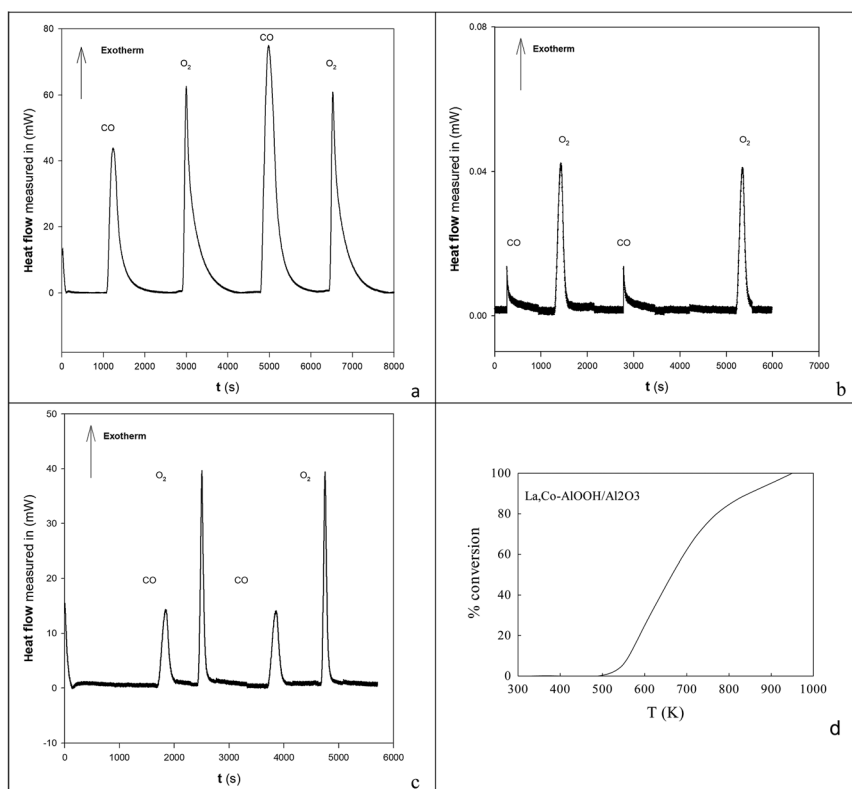 80
60
40
20
0
Exotherm
CO
O2
CO
O2
Heat flow measured in (mW)
0 1000 2000 3000 4000 5000 6000 7000 8000
t (s)
a
0.08
0.04
0.00
Exotherm
CO
O2
CO
O2
Heat flow measured in (mW)
0 1000 2000 3000 4000 5000 6000 7000
t (s)
b
50
40
30
20
10
0
-10
Exotherm
O2
O2
CO
CO
Heat flow measured in (mW)
0 1000 2000 3000 4000 5000 6000
t (s)
c
100
80
60
40
20
0
La,Co-AlOOH/Al2O3
% conversion
300 400 500 600 700 800 900 1000
T (K)
d